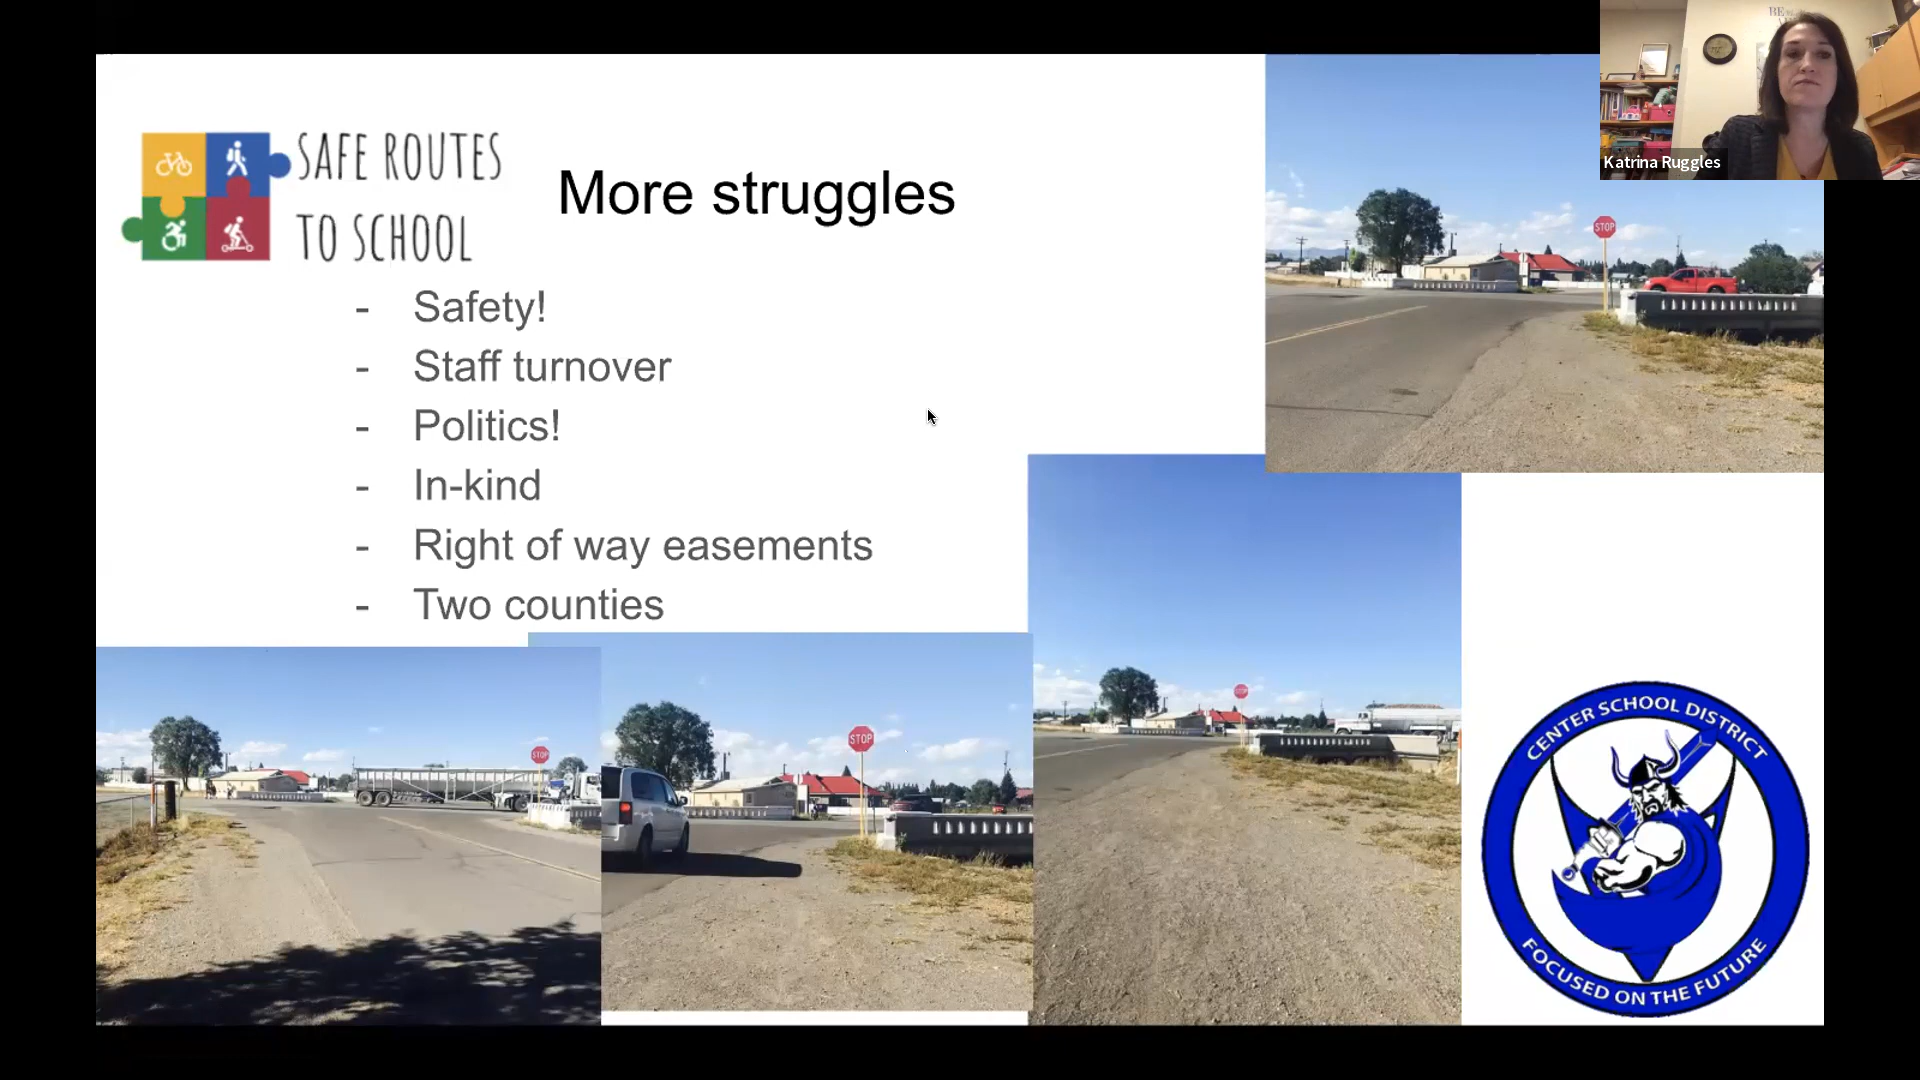 SAFE ROUTES
TO SCHOOL
More struggles
- Safety!
- Staff turnover
- Politics!
- In-kind
- Right of way easements
- Two counties
Katrina Ruggles
STOP
STOP
STOP
STOP
CENTER SCHOOL DISTRICT
FOCUSED ON THE FUTURE